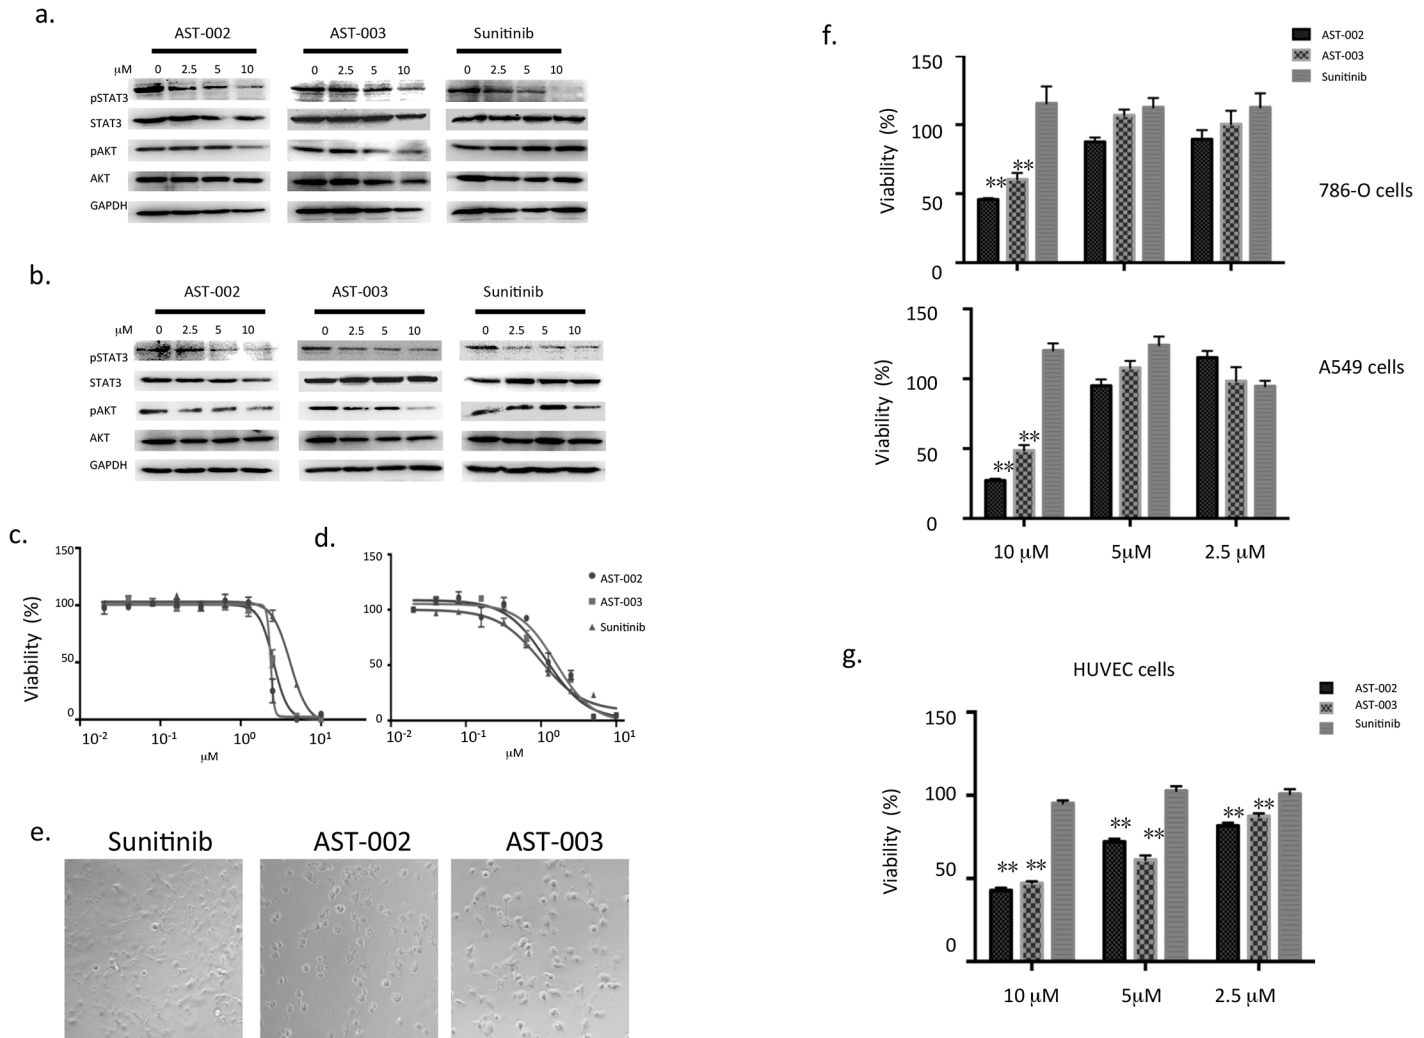 a.
AST-002 AST-003 Sunitinib
μM 0 2.5 5 10 0 2.5 5 10 0 2.5 5 10
pSTAT3
STAT3
pAKT
AKT
GAPDH
b.
AST-002 AST-003 Sunitinib
μM 0 2.5 5 10 0 2.5 5 10 0 2.5 5 10
pSTAT3
STAT3
pAKT
AKT
GAPDH
c.
Viability (%)
150
100
50
0
10-2 10-1 100 101
μM
d.
150
100
50
0
10-2 10-1 100 101
μM
AST-002
AST-003
Sunitinib
e.
Sunitinib AST-002 AST-003
f.
AST-002
AST-003
Sunitinib
Viability (%)
150
100
50
0
** **
786-O cells
Viability (%)
150
100
50
0
** **
A549 cells
10 μM 5μM 2.5 μM
g.
HUVEC cells
AST-002
AST-003
Sunitinib
Viability (%)
150
100
50
0
** ** ** ** ** **
10 μM 5μM 2.5 μM